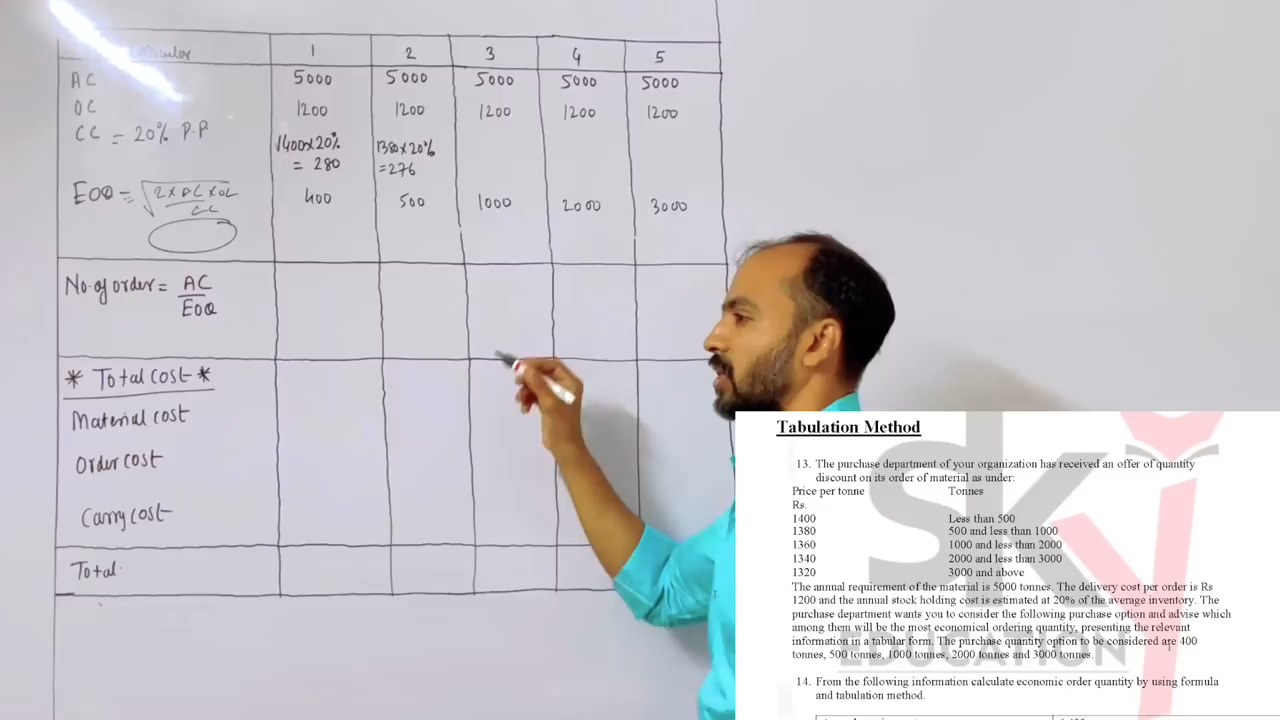 1 2 3 4 5
AC 5000 5000 5000 5000 5000
OC 1200 1200 1200 1200 1200
CC = 20% P.P 1400x20% = 280 1380x20% =276
EOQ = √2×AC×OC/CC 400 500 1000 2000 3000
No. of order = AC/EOQ
* Total cost *
Material cost
Order cost
Carry cost
Total
Tabulation Method
13. The purchase department of your organization has received an offer of quantity
discount on its order of material as under:
Price per tonne Tonnes
Rs.
1400 Less than 500
1380 500 and less than 1000
1360 1000 and less than 2000
1340 2000 and less than 3000
1320 3000 and above
The annual requirement of the material is 5000 tonnes. The delivery cost per order is Rs
1200 and the annual stock holding cost is estimated at 20% of the average inventory. The
purchase department wants you to consider the following purchase option and advise which
among them will be the most economical ordering quantity, presenting the relevant
information in a tabular form. The purchase quantity option to be considered are 400
tonnes, 500 tonnes, 1000 tonnes, 2000 tonnes and 3000 tonnes.
14. From the following information calculate economic order quantity by using formula
and tabulation method.
SKY
EDUCATION